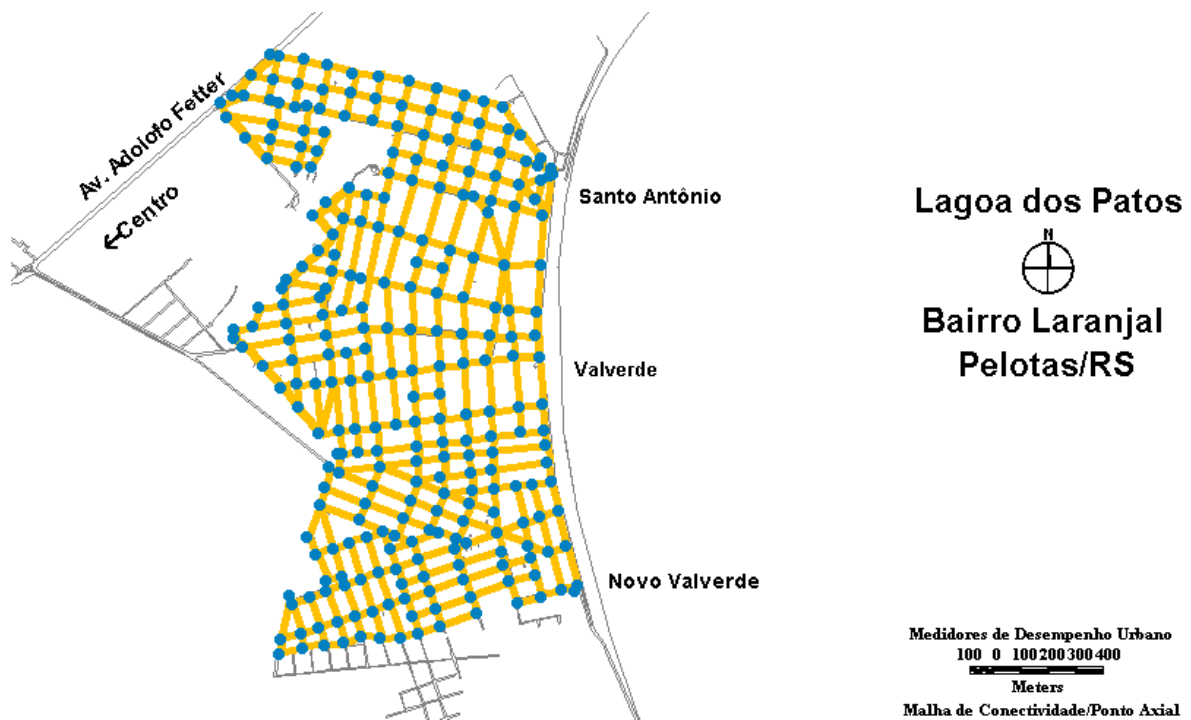 Av. Adolofo Fetter
←Centro
Santo Antônio
Valverde
Novo Valverde
Lagoa dos Patos
N
Bairro Laranjal
Pelotas/RS
Medidores de Desempenho Urbano
100 0 100200300400
Meters
Malha de Conectividade/Ponto Axial